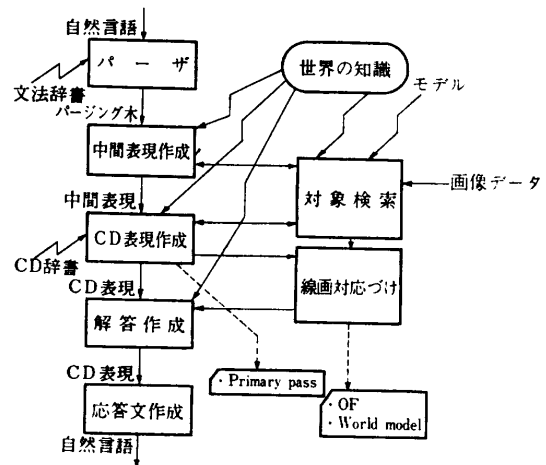 自然言語
パーザ
世界の知識
モデル
文法辞書
パージング木
中間表現作成
対象検索
画像データ
中間表現
CD表現作成
CD辞書
線画対応づけ
CD表現
解答作成
CD表現
・Primary pass
・OF
・World model
応答文作成
自然言語